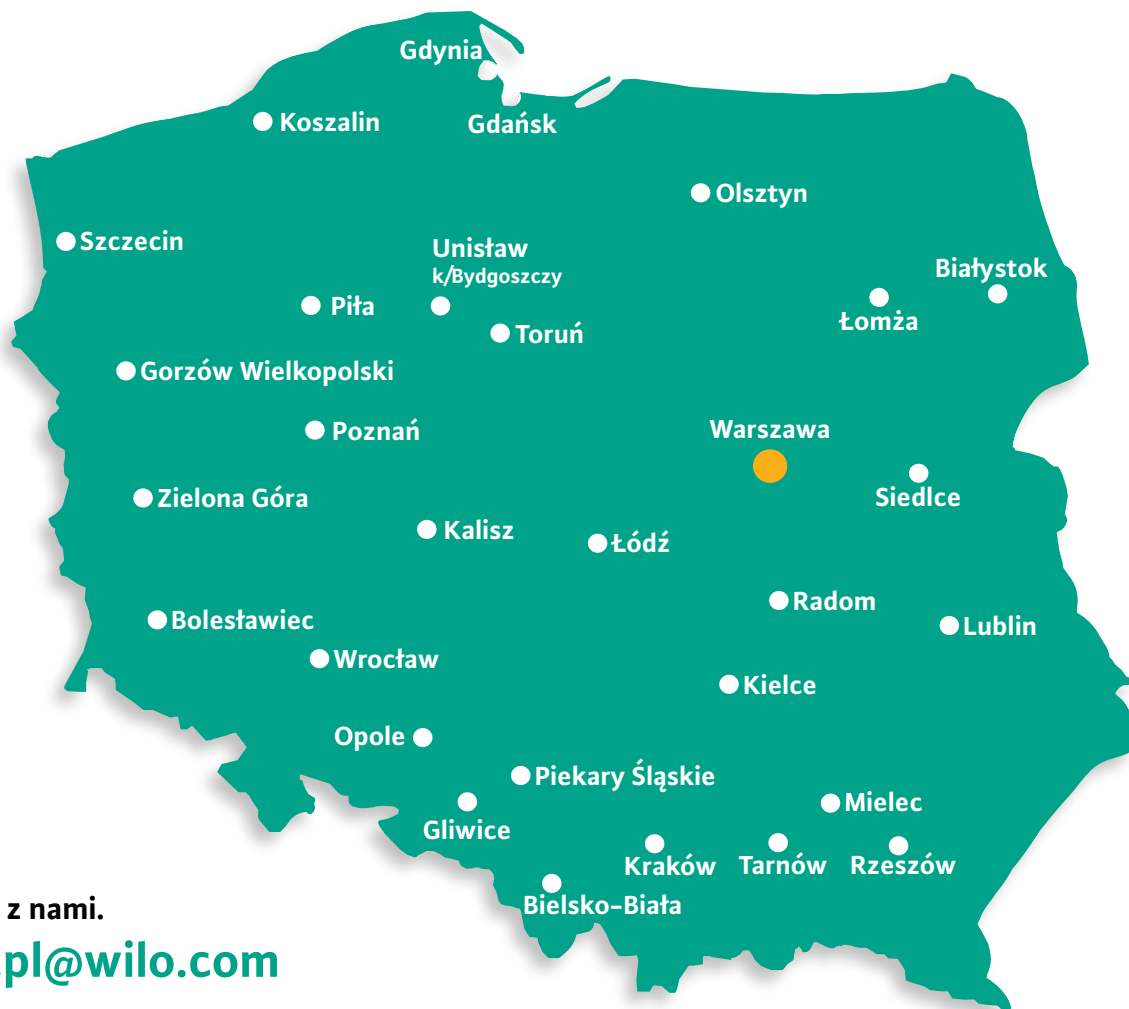 Gdynia
Koszalin
Gdańsk
Olsztyn
Szczecin
Unisław
k/Bydgoszczy
Białystok
Piła
Łomża
Toruń
Gorzów Wielkopolski
Poznań
Warszawa
Siedlce
Zielona Góra
Kalisz
Łódź
Radom
Bolesławiec
Lublin
Wrocław
Kielce
Opole
Piekary Śląskie
Mielec
Gliwice
Kraków
Tarnów
Rzeszów
Bielsko-Biała
z nami.
.pl@wilo.com